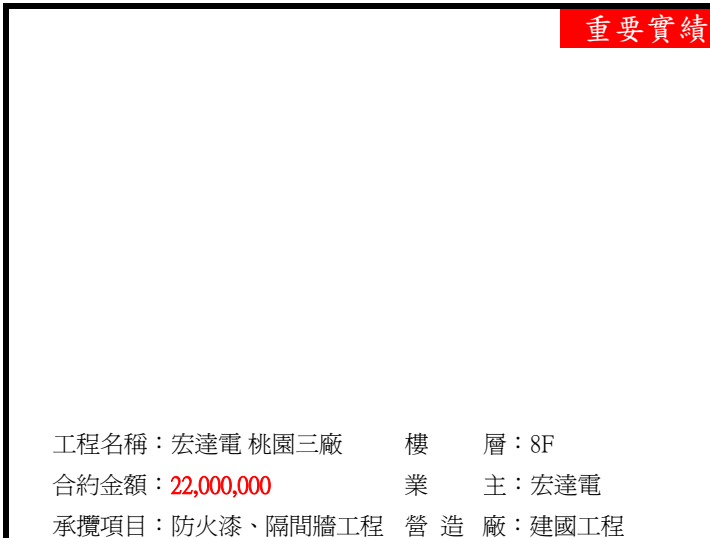 重要實績
工程名稱：宏達電 桃園三廠 樓 層：8F
合約金額：22,000,000 業 主：宏達電
承攬項目：防火漆、隔間牆工程 營 造 廠：建國工程